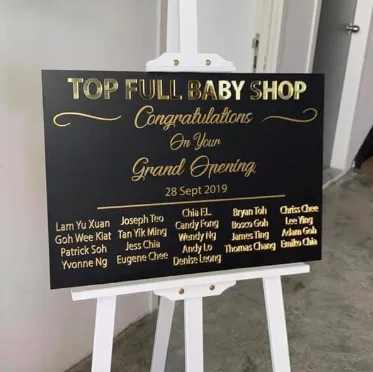 TOP FULL BABY SHOP
Congratulations
On Your
Grand Opening
28 Sept 2019
Lam Yu Xuan
Goh Wee Kiat
Patrick Soh
Yvonne Ng
Joseph Teo
Tan Yik Ming
Jess Chia
Eugene Chee
Chia EL
Candy Fong
Wendy Ng
Andy Lo
Denise Leong
Bryan Toh
Bosco Goh
James Ting
Thomas Chang
Chriss Chee
Lee Ying
Adam Goh
Emiko Chia